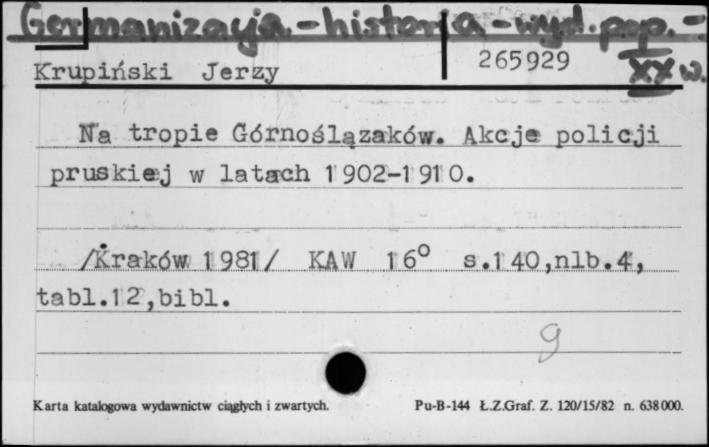 Germanizacja - historia - wyd. pop. -
XX w.
Krupiński Jerzy 265929
Na tropie Górnoślązaków. Akcje policji
pruskiej w latach 1902-1910.
/Kraków 1981/ KAW 16° s.140,nlb.4,
tabl.12,bibl.
g
Karta katalogowa wydawnictw ciągłych i zwartych. Pu-B-144 Ł.Z.Graf. Z. 120/15/82 n. 638000.